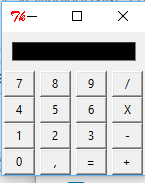 7 8 9 /
4 5 6 X
1 2 3 -
0 , = +